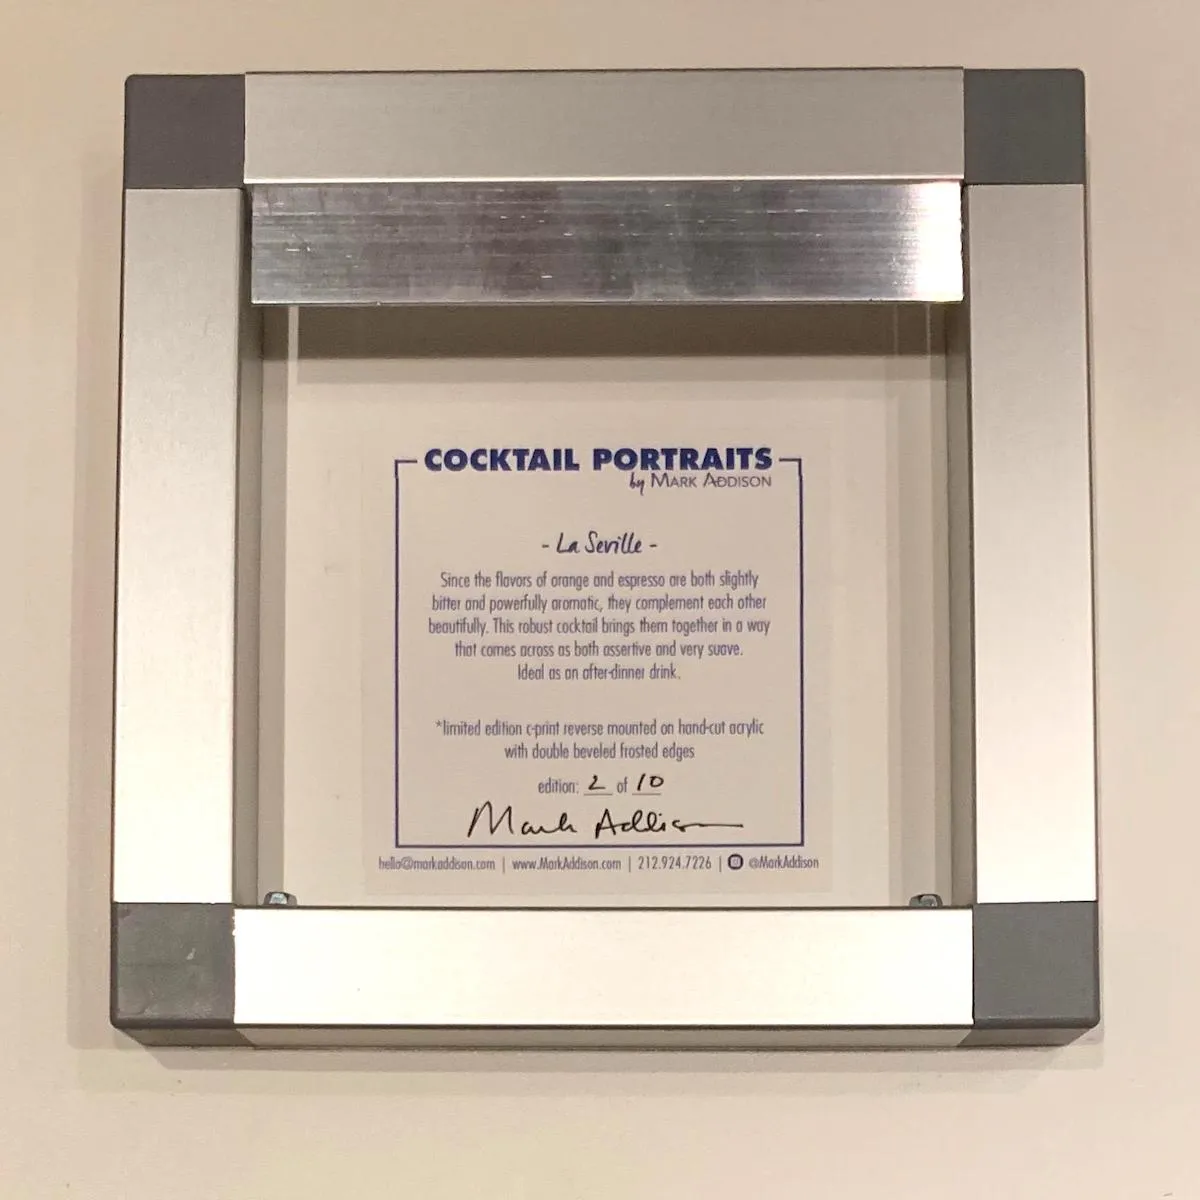 COCKTAIL PORTRAITS
by MARK ADDISON
- La Seville -
Since the flavors of orange and espresso are both slightly
bitter and powerfully aromatic, they complement each other
beautifully. This robust cocktail brings them together in a way
that comes across as both assertive and very suave.
Ideal as an after-dinner drink.
*limited edition c-print reverse mounted on hand-cut acrylic
with double beveled frosted edges
edition: 2 of 10
Mark Addison
hello@markaddison.com | www.MarkAddison.com | 212.924.7226 | @MarkAddison